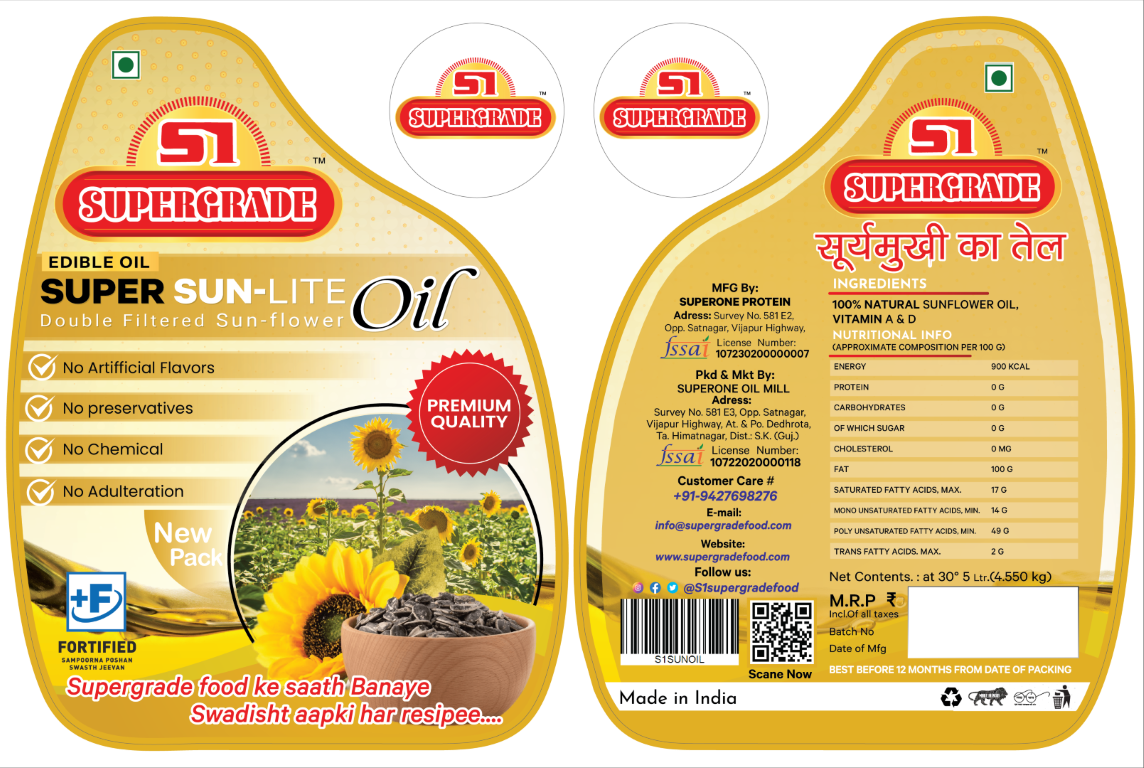 S1
SUPERGRADE
TM
EDIBLE OIL
SUPER SUN-LITE Oil
Double Filtered Sun-flower
No Artifficial Flavors
No preservatives
No Chemical
No Adulteration
PREMIUM
QUALITY
New
Pack
+F
FORTIFIED
SAMPOORNA POSHAN
SWASTH JEEVAN
Supergrade food ke saath Banaye
Swadisht aapki har resipee....
S1
TM
SUPERGRADE
S1
TM
SUPERGRADE
S1
TM
SUPERGRADE
सूर्यमुखी का तेल
MFG By:
SUPERONE PROTEIN
Adress: Survey No. 581 E2,
Opp. Satnagar, Vijapur Highway,
fssai License Number:
107230200000007
Pkd & Mkt By:
SUPERONE OIL MILL
Adress:
Survey No. 581 E3, Opp. Satnagar,
Vijapur Highway, At. & Po. Dedhrota,
Ta. Himatnagar, Dist.: S.K. (Guj.)
fssai License Number:
10722020000118
Customer Care #
+91-9427698276
E-mail:
info@supergradefood.com
Website:
www.supergradefood.com
Follow us:
@S1supergradefood
S1SUNOIL
Scane Now
INGREDIENTS
100% NATURAL SUNFLOWER OIL,
VITAMIN A & D
NUTRITIONAL INFO
(APPROXIMATE COMPOSITION PER 100 G)
ENERGY 900 KCAL
PROTEIN 0 G
CARBOHYDRATES 0 G
OF WHICH SUGAR 0 G
CHOLESTEROL 0 MG
FAT 100 G
SATURATED FATTY ACIDS, MAX. 17 G
MONO UNSATURATED FATTY ACIDS, MIN. 14 G
POLY UNSATURATED FATTY ACIDS, MIN. 49 G
TRANS FATTY ACIDS. MAX. 2 G
Net Contents. : at 30° 5 Ltr.(4.550 kg)
M.R.P ₹
Incl.Of all taxes
Batch No
Date of Mfg
BEST BEFORE 12 MONTHS FROM DATE OF PACKING
Made in India